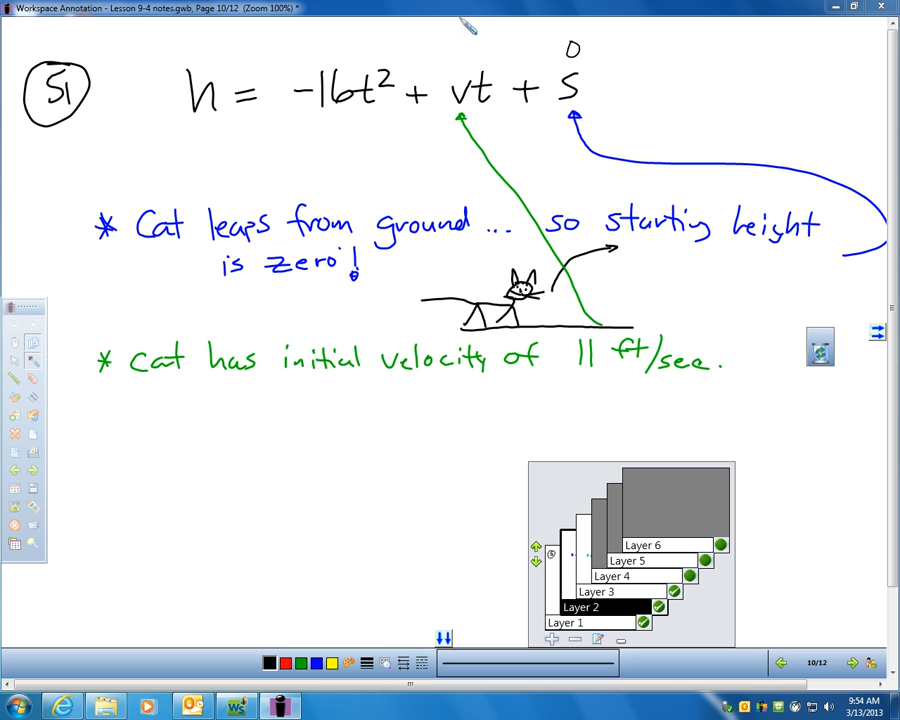 Workspace Annotation - Lesson 9-4 notes.gwb, Page 10/12 (Zoom 100%) *
0
51 h = -16t² + vt + s
* Cat leaps from ground... so starting height
is zero!
* Cat has initial velocity of 11 ft/sec.
Layer 6
Layer 5
Layer 4
Layer 3
Layer 2
Layer 1
10/12
9:54 AM
3/13/2013